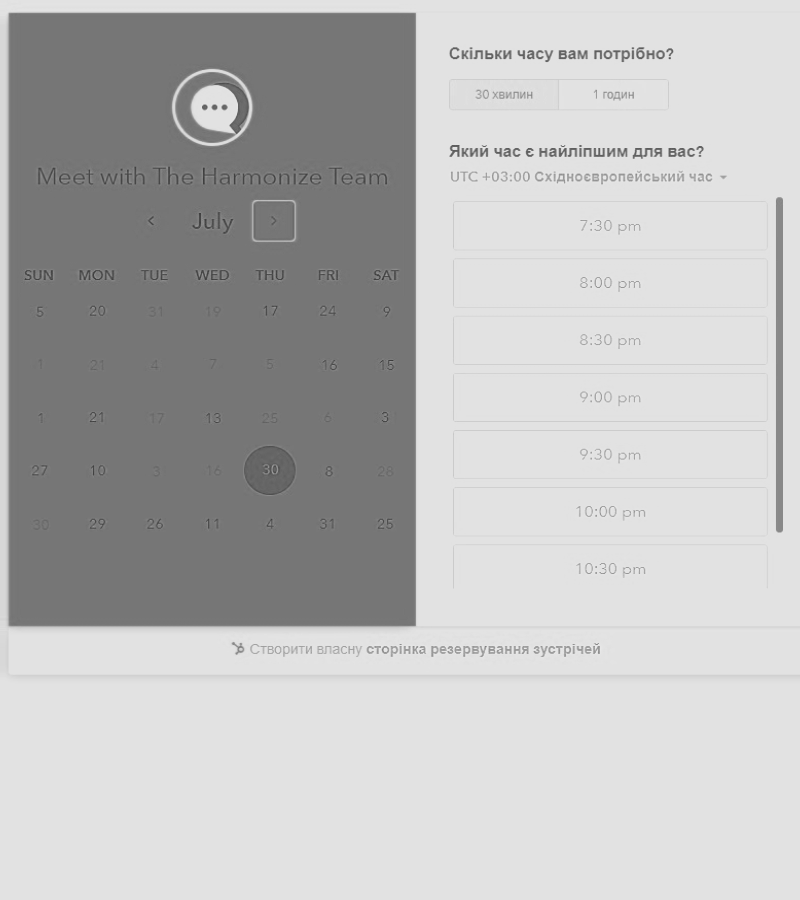 Meet with The Harmonize Team
July
SUN MON TUE WED THU FRI SAT
5 20 31 19 17 24 9
1 21 4 7 5 16 15
1 21 17 13 25 6 3
27 10 3 16 30 8 28
30 29 26 11 4 31 25
Скільки часу вам потрібно?
30 хвилин 1 годин
Який час є найліпшим для вас?
UTC +03:00 Східноєвропейський час
7:30 pm
8:00 pm
8:30 pm
9:00 pm
9:30 pm
10:00 pm
10:30 pm
Створити власну сторінка резервування зустрічей